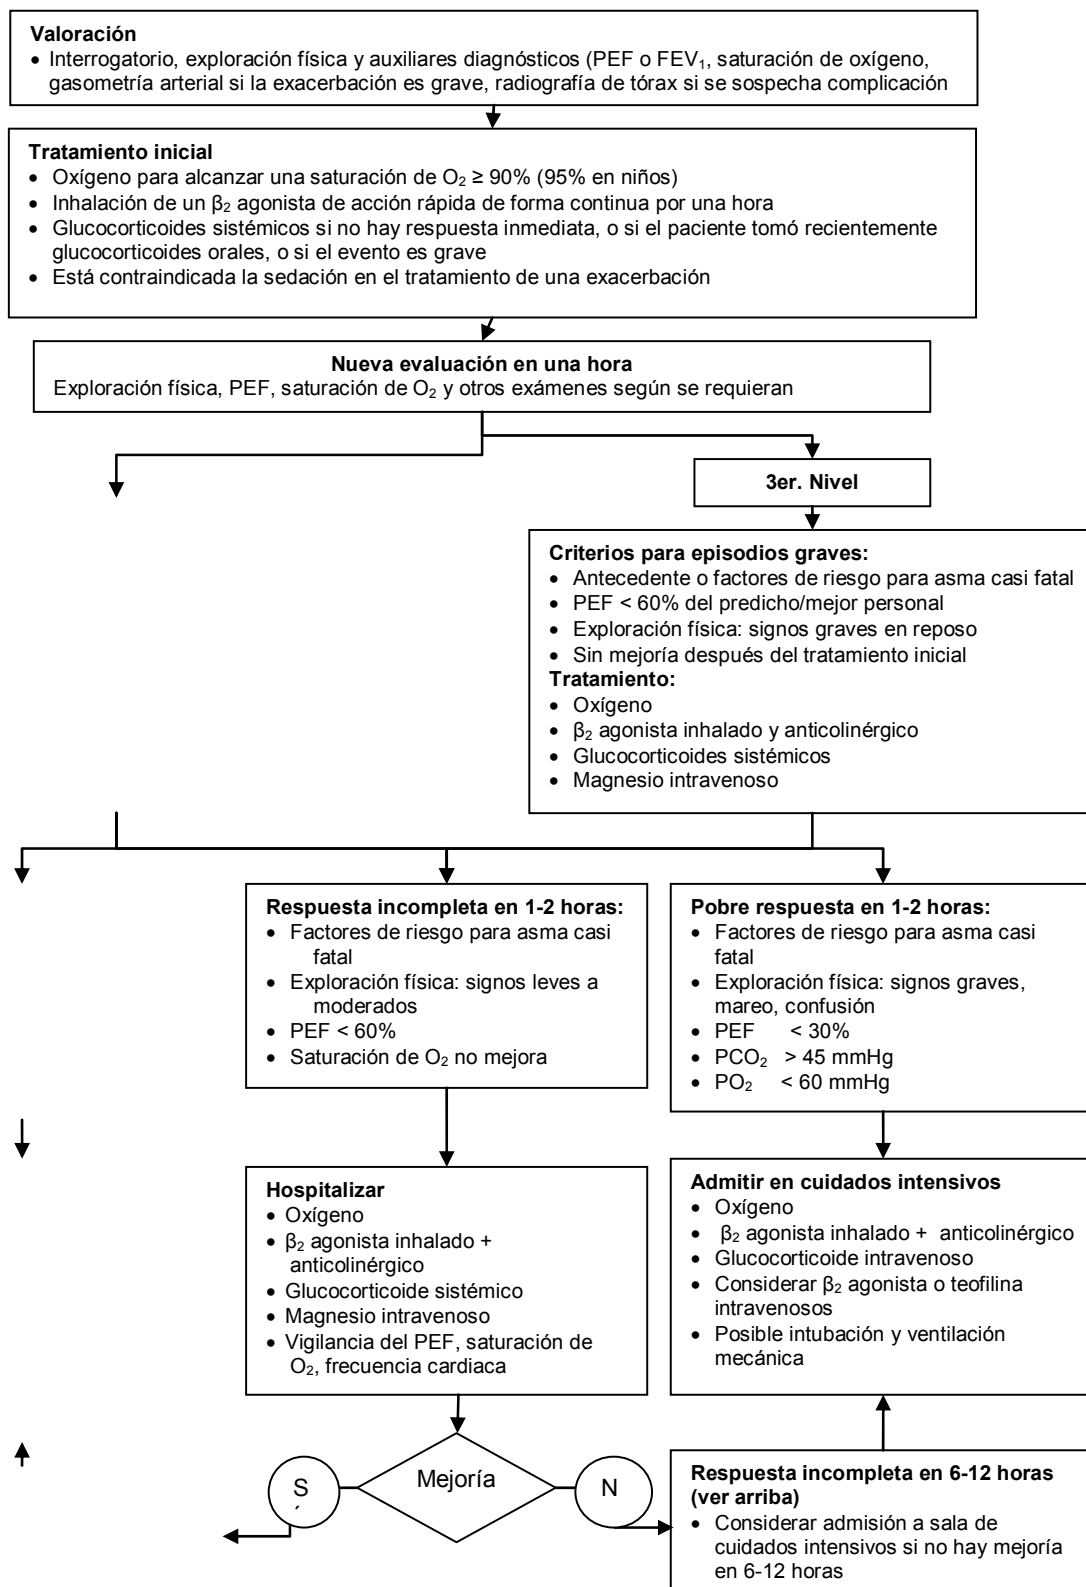 Valoración
• Interrogatorio, exploración física y auxiliares diagnósticos (PEF o FEV₁, saturación de oxígeno,
gasometría arterial si la exacerbación es grave, radiografía de tórax si se sospecha complicación
Tratamiento inicial
• Oxígeno para alcanzar una saturación de O₂ ≥ 90% (95% en niños)
• Inhalación de un β₂ agonista de acción rápida de forma continua por una hora
• Glucocorticoides sistémicos si no hay respuesta inmediata, o si el paciente tomó recientemente
glucocorticoides orales, o si el evento es grave
• Está contraindicada la sedación en el tratamiento de una exacerbación
Nueva evaluación en una hora
Exploración física, PEF, saturación de O₂ y otros exámenes según se requieran
3er. Nivel
Criterios para episodios graves:
• Antecedente o factores de riesgo para asma casi fatal
• PEF < 60% del predicho/mejor personal
• Exploración física: signos graves en reposo
• Sin mejoría después del tratamiento inicial
Tratamiento:
• Oxígeno
• β₂ agonista inhalado y anticolinérgico
• Glucocorticoides sistémicos
• Magnesio intravenoso
Respuesta incompleta en 1-2 horas:
• Factores de riesgo para asma casi
fatal
• Exploración física: signos leves a
moderados
• PEF < 60%
• Saturación de O₂ no mejora
Pobre respuesta en 1-2 horas:
• Factores de riesgo para asma casi
fatal
• Exploración física: signos graves,
mareo, confusión
• PEF < 30%
• PCO₂ > 45 mmHg
• PO₂ < 60 mmHg
Hospitalizar
• Oxígeno
• β₂ agonista inhalado +
anticolinérgico
• Glucocorticoide sistémico
• Magnesio intravenoso
• Vigilancia del PEF, saturación de
O₂, frecuencia cardiaca
Admitir en cuidados intensivos
• Oxígeno
• β₂ agonista inhalado + anticolinérgico
• Glucocorticoide intravenoso
• Considerar β₂ agonista o teofilina
intravenosos
• Posible intubación y ventilación
mecánica
S
Mejoría
N
Respuesta incompleta en 6-12 horas
(ver arriba)
• Considerar admisión a sala de
cuidados intensivos si no hay mejoría
en 6-12 horas